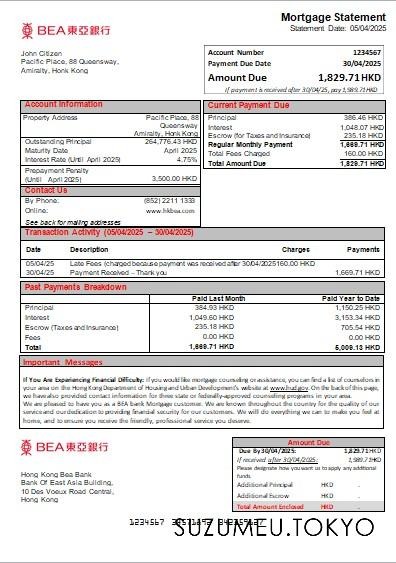 Mortgage Statement
Statement Date: 05/04/2025
BEA東亞銀行
John Citizen
Pacific Place, 88 Queensway,
Amiralty, Honk Kong
Account Number 1234567
Payment Due Date 30/04/2025
Amount Due 1,829.71HKD
If payment is received after 30/04/25, pay 1,989.71HKD
Account Information
Property Address Pacific Place, 88
Queensway
Amiralty, Honk Kong
Outstanding Principal 264,776.43 HKD
Maturity Date April 2025
Interest Rate (Until April 2025) 4.75%
Prepayment Penalty
(Until April 2025) 3,500.00 HKD
Contact Us
By Phone: (852) 2211 1333
Online: www.hkbea.com
See back for mailing addresses
Current Payment Due
Principal 386.46 HKD
Interest 1,048.07 HKD
Escrow (for Taxes and Insurance) 235.18 HKD
Regular Monthly Payment 1,669.71 HKD
Total Fees Charged 160.00 HKD
Total Amount Due 1,829.71 HKD
Transaction Activity (05/04/2025 – 30/04/2025)
Date Description Charges Payments
05/05/24 Late Fees (charged because payment was received after 30/04/2025 160.00 HKD
30/05/24 Payment Received – Thank you 1,669.71 HKD
Past Payments Breakdown
Paid Last Month Paid Year to Date
Principal 384.93 HKD 1,150.25 HKD
Interest 1,049.60 HKD 3,153.34 HKD
Escrow (Taxes and Insurance) 235.18 HKD 705.54 HKD
Fees 0.00 HKD 0.00 HKD
Total 1,669.71 HKD 5,009.13 HKD
Important Messages
If You Are Experiencing Financial Difficulty: If you would like mortgage counseling or assistance, you can find a list of counselors in
your area on the Hong Kong Department of Housing and Urban Development's website at www.hud.gov. On the back of this page,
we have also provided contact information for three state or federally-approved counseling programs in your area.
We are pleased to have you as a BEA bank Mortgage customer. We are known throughout the country for the quality of our
service and our dedication to providing financial security for our customers. We will do everything we can to make you feel at
home, and to ensure you receive the friendly, professional service you deserve.
BEA東亞銀行
Hong Kong Bea Bank
Bank Of East Asia Building,
10 Des Voeux Road Central,
Hong Kong
Amount Due
Due By 30/04/2025: 1,829.71HKD
If received after 30/04/2025: 1,989.71HKD
Please designate how you want us to apply any additional
funds.
Additional Principal HKD .
Additional Escrow HKD .
Total Amount Enclosed HKD .
1234567
SUZUMEU.TOKYO